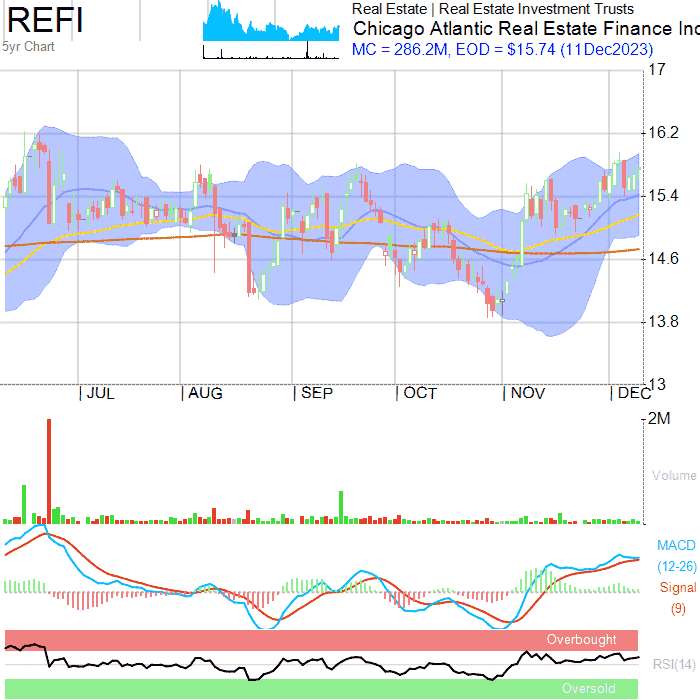 REFI
5yr Chart
Real Estate | Real Estate Investment Trusts
Chicago Atlantic Real Estate Finance Inc
MC = 286.2M, EOD = $15.74 (11Dec2023)
17
16.2
15.4
14.6
13.8
13
JUL AUG SEP OCT NOV DEC
2M
Volume
MACD
(12-26)
Signal
(9)
Overbought
RSI(14)
Oversold